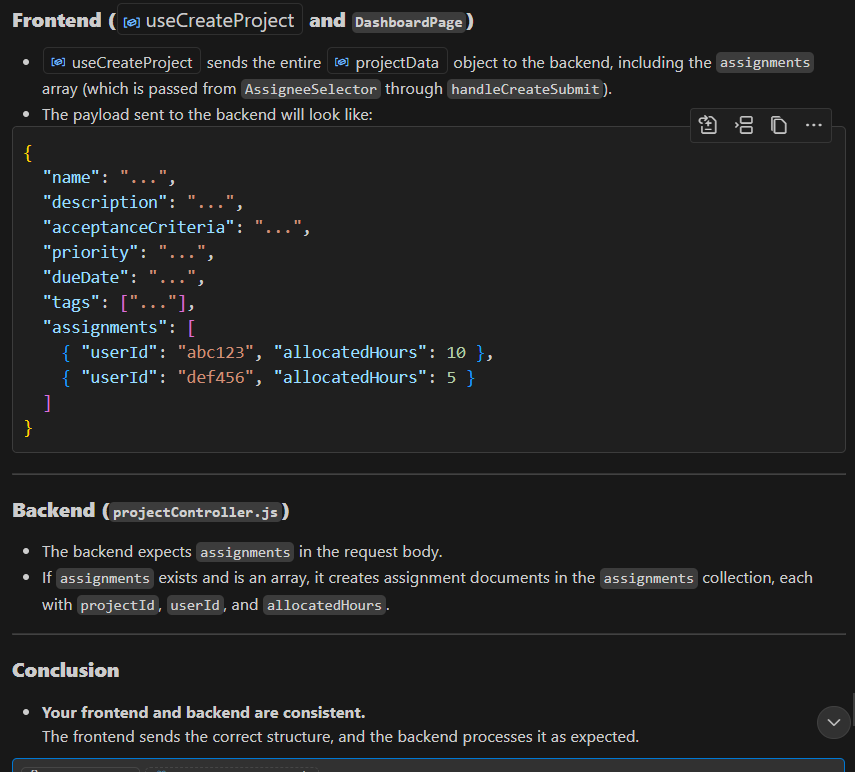 Frontend (useCreateProject and DashboardPage)
useCreateProject sends the entire projectData object to the backend, including the assignments
array (which is passed from AssigneeSelector through handleCreateSubmit).
The payload sent to the backend will look like:
{
"name": "...",
"description": "...",
"acceptanceCriteria": "...",
"priority": "...",
"dueDate": "...",
"tags": ["..."],
"assignments": [
{ "userId": "abc123", "allocatedHours": 10 },
{ "userId": "def456", "allocatedHours": 5 }
]
}
Backend (projectController.js)
The backend expects assignments in the request body.
If assignments exists and is an array, it creates assignment documents in the assignments collection, each
with projectId, userId, and allocatedHours.
Conclusion
Your frontend and backend are consistent.
The frontend sends the correct structure, and the backend processes it as expected.